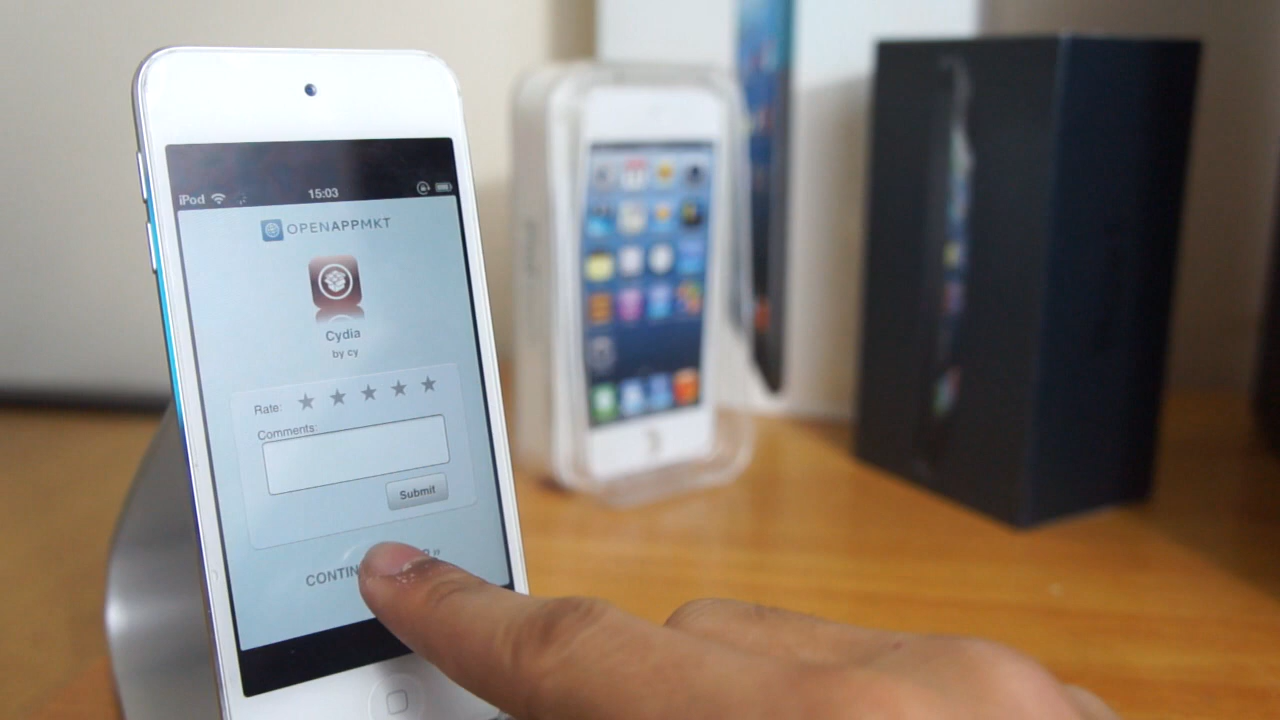 iPod 15:03
OPENAPPMKT
Cydia
by cy
Rate:
Comments:
Submit